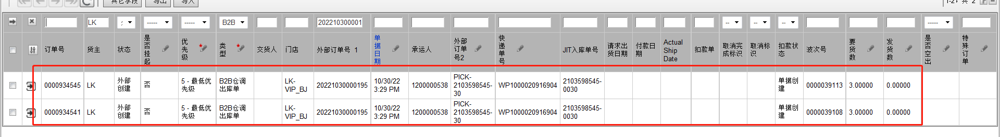 其它字段 导出 导入 1-2, 共 2
LK ----- ----- B2B 202210300001 -- -- -- -----
订单号 货主 状态 是否挂起 优先级 类型 交货人 门店 外部订单号 1 单据日期 承运人 外部订单号2 快递单号 JIT入库单号 请求出货日期 付款日期 Actual Ship Date 扣款单 取消完成标识 取消标识 扣款状态 波次号 要货数 发货数 是否空出 特殊订单
0000934545 LK 外部创建 否 5 - 最低优先级 B2B仓调出库单 LK-VIP_BJ 20221030000195 10/30/22 3:29 PM 1200000538 PICK-2103598545-30 WP1000020916904 2103598545-0030 单据创建 0000039113 3.00000 0.00000
0000934541 LK 外部创建 否 5 - 最低优先级 B2B仓调出库单 LK-VIP_BJ 20221030000195 10/30/22 3:29 PM 1200000538 PICK-2103598545-30 WP1000020916904 2103598545-0030 单据创建 0000039108 3.00000 0.00000